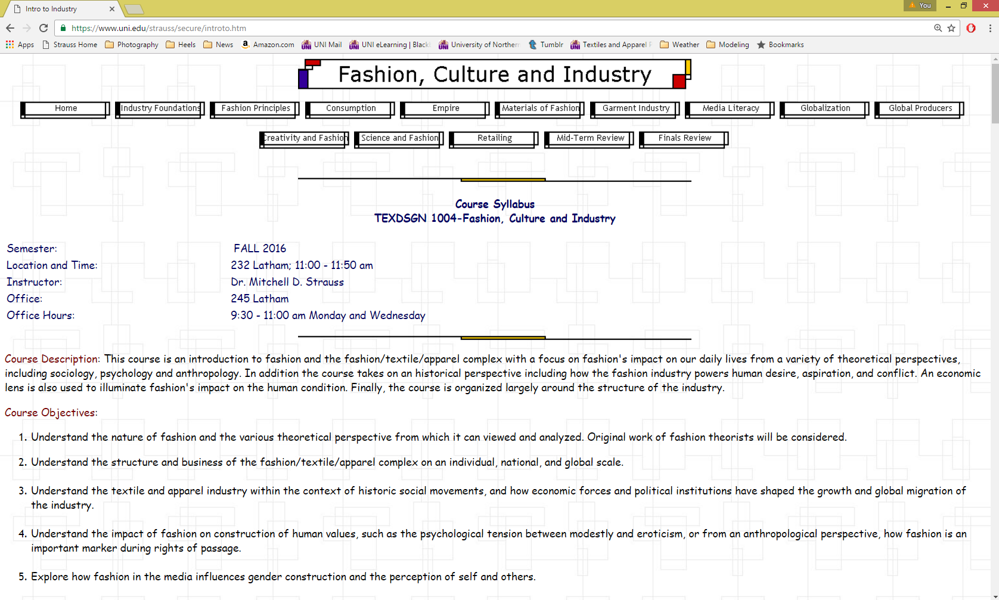 Intro to Industry
You
https://www.uni.edu/strauss/secure/introto.htm
Apps Strauss Home Photography Heels News Amazon.com UNI Mail UNI eLearning | Black University of Northern Tumblr Textiles and Apparel P Weather Modeling Bookmarks
Fashion, Culture and Industry
Home Industry Foundations Fashion Principles Consumption Empire Materials of Fashion Garment Industry Media Literacy Globalization Global Producers
Creativity and Fashion Science and Fashion Retailing Mid-Term Review Finals Review
Course Syllabus
TEXDSGN 1004-Fashion, Culture and Industry
Semester: FALL 2016
Location and Time: 232 Latham; 11:00 - 11:50 am
Instructor: Dr. Mitchell D. Strauss
Office: 245 Latham
Office Hours: 9:30 - 11:00 am Monday and Wednesday
Course Description: This course is an introduction to fashion and the fashion/textile/apparel complex with a focus on fashion's impact on our daily lives from a variety of theoretical perspectives,
including sociology, psychology and anthropology. In addition the course takes on an historical perspective including how the fashion industry powers human desire, aspiration, and conflict. An economic
lens is also used to illuminate fashion's impact on the human condition. Finally, the course is organized largely around the structure of the industry.
Course Objectives:
1. Understand the nature of fashion and the various theoretical perspective from which it can viewed and analyzed. Original work of fashion theorists will be considered.
2. Understand the structure and business of the fashion/textile/apparel complex on an individual, national, and global scale.
3. Understand the textile and apparel industry within the context of historic social movements, and how economic forces and political institutions have shaped the growth and global migration of
the industry.
4. Understand the impact of fashion on construction of human values, such as the psychological tension between modestly and eroticism, or from an anthropological perspective, how fashion is an
important marker during rights of passage.
5. Explore how fashion in the media influences gender construction and the perception of self and others.